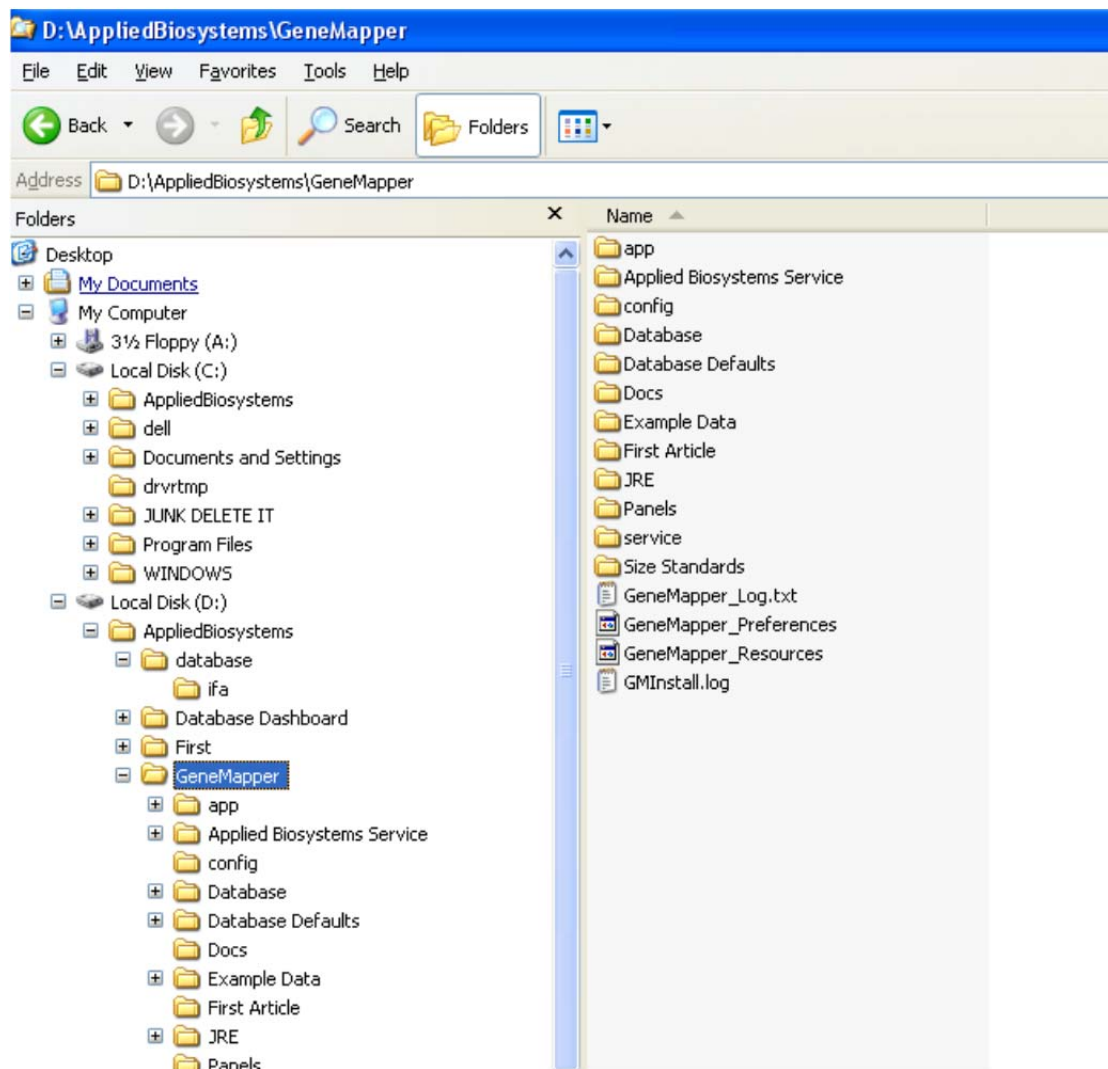 D:\AppliedBiosystems\GeneMapper
File Edit View Favorites Tools Help
Back Search Folders
Address D:\AppliedBiosystems\GeneMapper
Folders
Desktop
My Documents
My Computer
3½ Floppy (A:)
Local Disk (C:)
AppliedBiosystems
dell
Documents and Settings
drvrtmp
JUNK DELETE IT
Program Files
WINDOWS
Local Disk (D:)
AppliedBiosystems
database
ifa
Database Dashboard
First
GeneMapper
app
Applied Biosystems Service
config
Database
Database Defaults
Docs
Example Data
First Article
JRE
Panels
Name
app
Applied Biosystems Service
config
Database
Database Defaults
Docs
Example Data
First Article
JRE
Panels
service
Size Standards
GeneMapper_Log.txt
GeneMapper_Preferences
GeneMapper_Resources
GMInstall.log